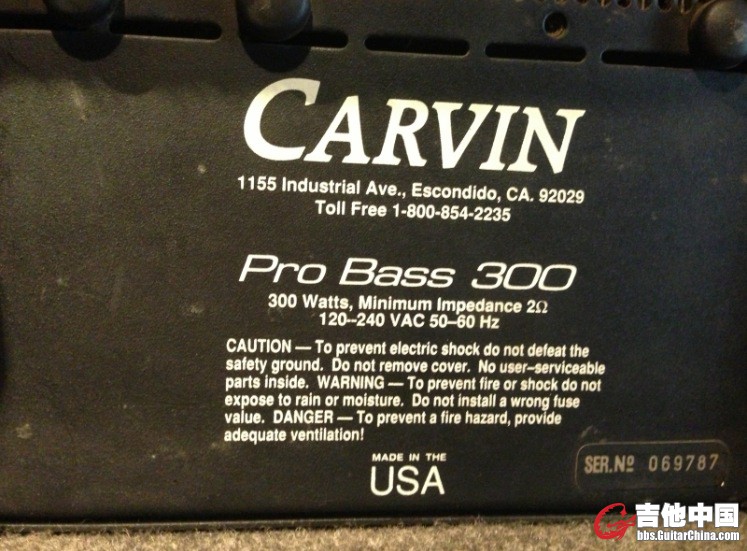 CARVIN
1155 Industrial Ave., Escondido, CA. 92029
Toll Free 1-800-854-2235
Pro Bass 300
300 Watts, Minimum Impedance 2Ω
120--240 VAC 50–60 Hz
CAUTION — To prevent electric shock do not defeat the
safety ground. Do not remove cover. No user–serviceable
parts inside. WARNING — To prevent fire or shock do not
expose to rain or moisture. Do not install a wrong fuse
value. DANGER — To prevent a fire hazard, provide
adequate ventilation!
MADE IN THE
USA
SER.Nº 069787
吉他中国
bbs.GuitarChina.com